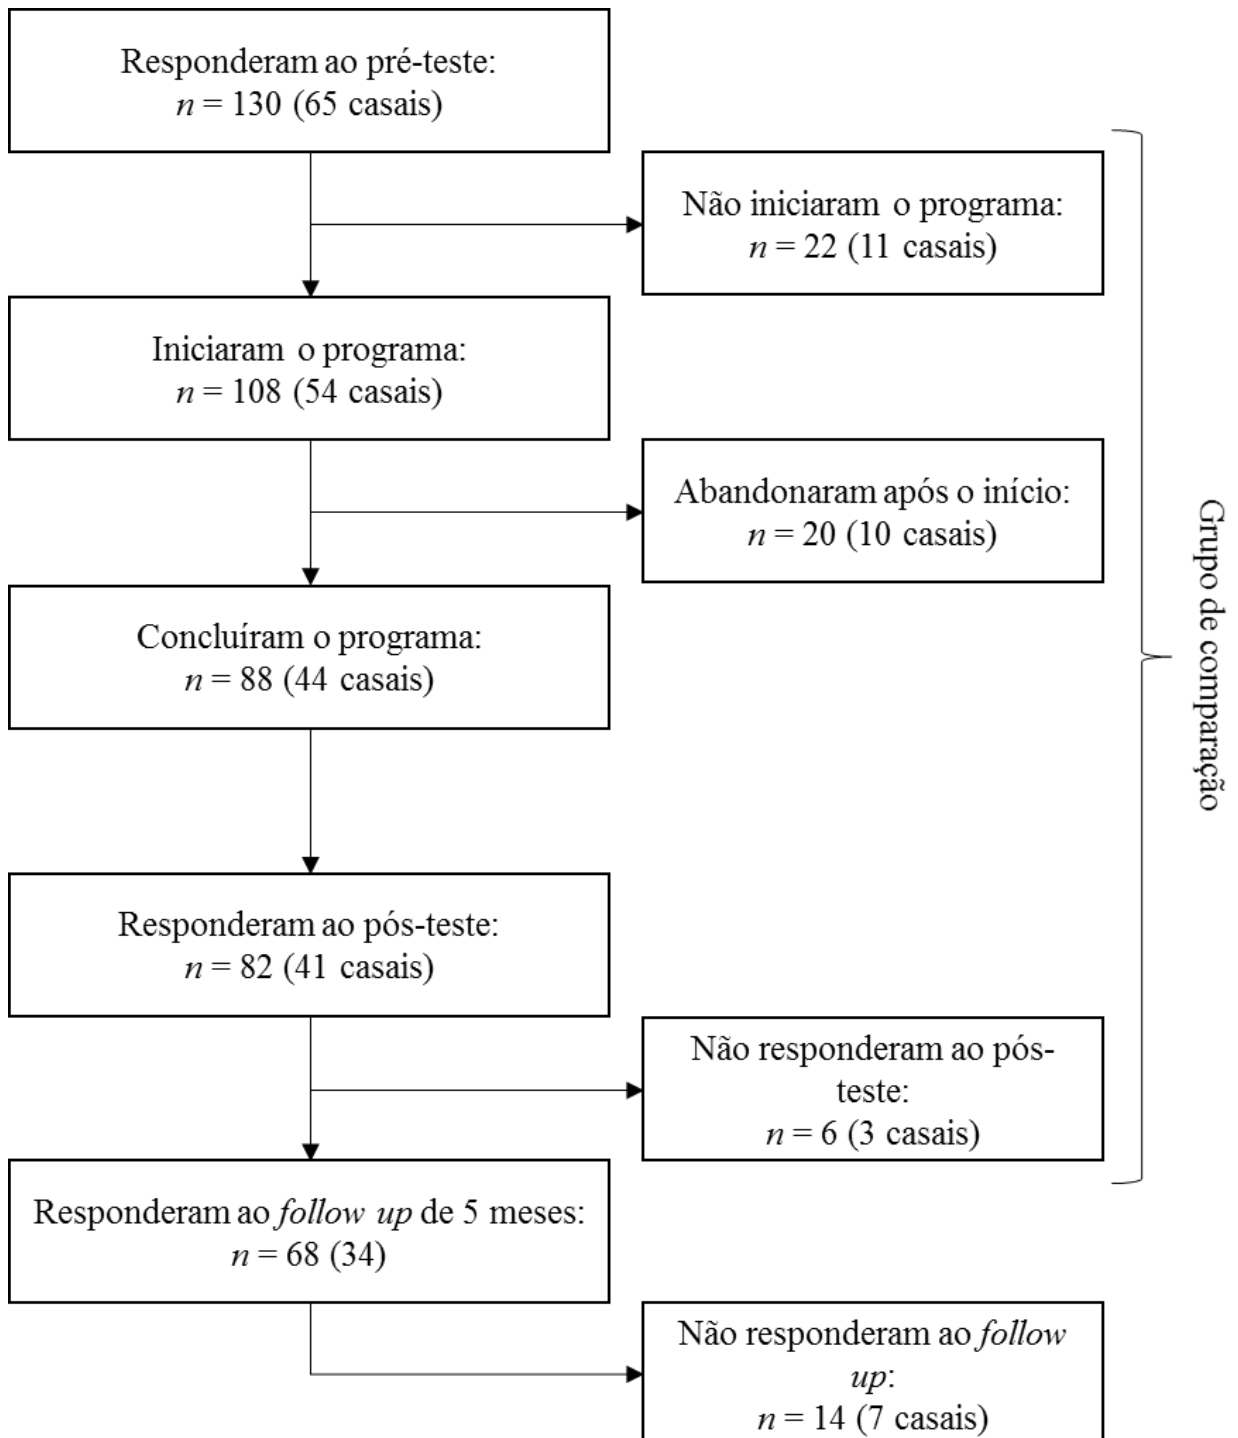 Responderam ao pré-teste:
n = 130 (65 casais)
Não iniciaram o programa:
n = 22 (11 casais)
Iniciaram o programa:
n = 108 (54 casais)
Abandonaram após o início:
n = 20 (10 casais)
Concluíram o programa:
n = 88 (44 casais)
Responderam ao pós-teste:
n = 82 (41 casais)
Não responderam ao pós-
teste:
n = 6 (3 casais)
Responderam ao follow up de 5 meses:
n = 68 (34)
Não responderam ao follow
up:
n = 14 (7 casais)
Grupo de comparação